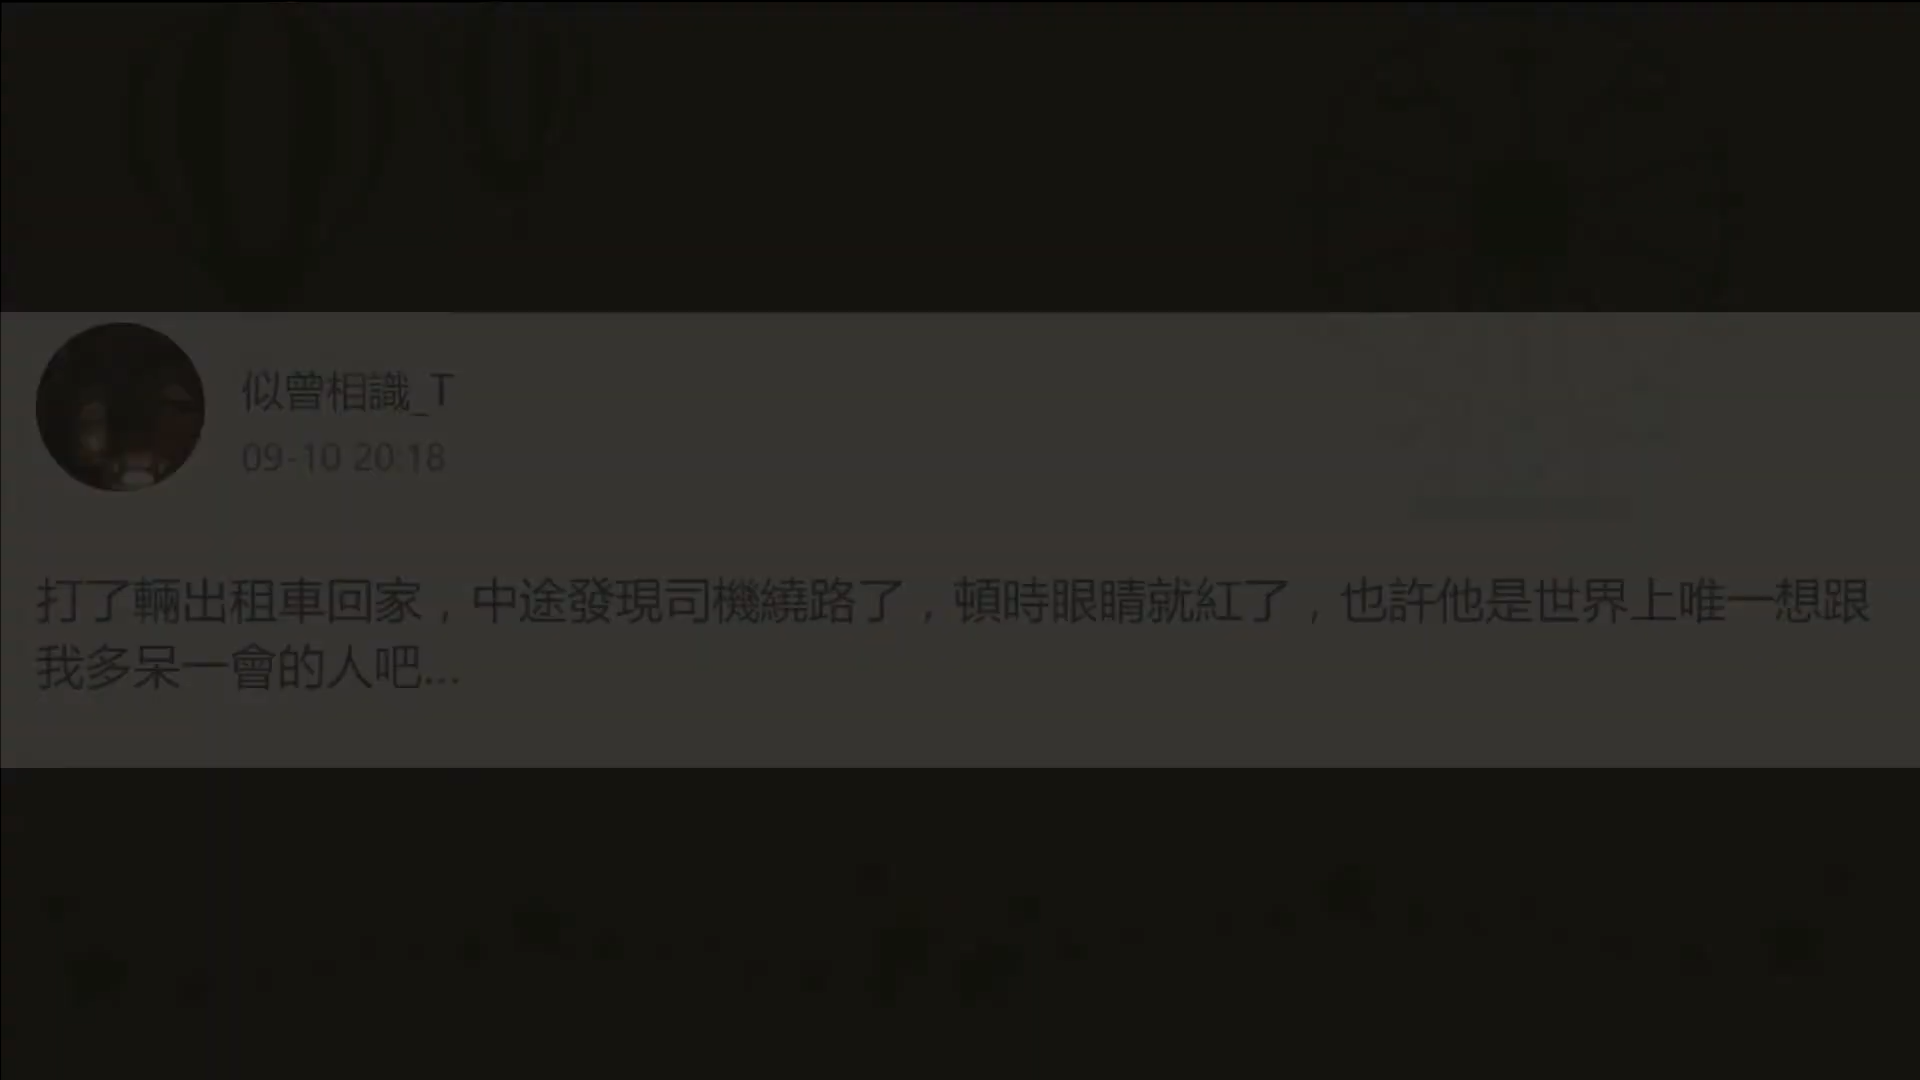 似曾相識_T
09-10 20:18
打了輛出租車回家，中途發現司機繞路了，頓時眼睛就紅了，也許他是世界上唯一想跟
我多呆一會的人吧...